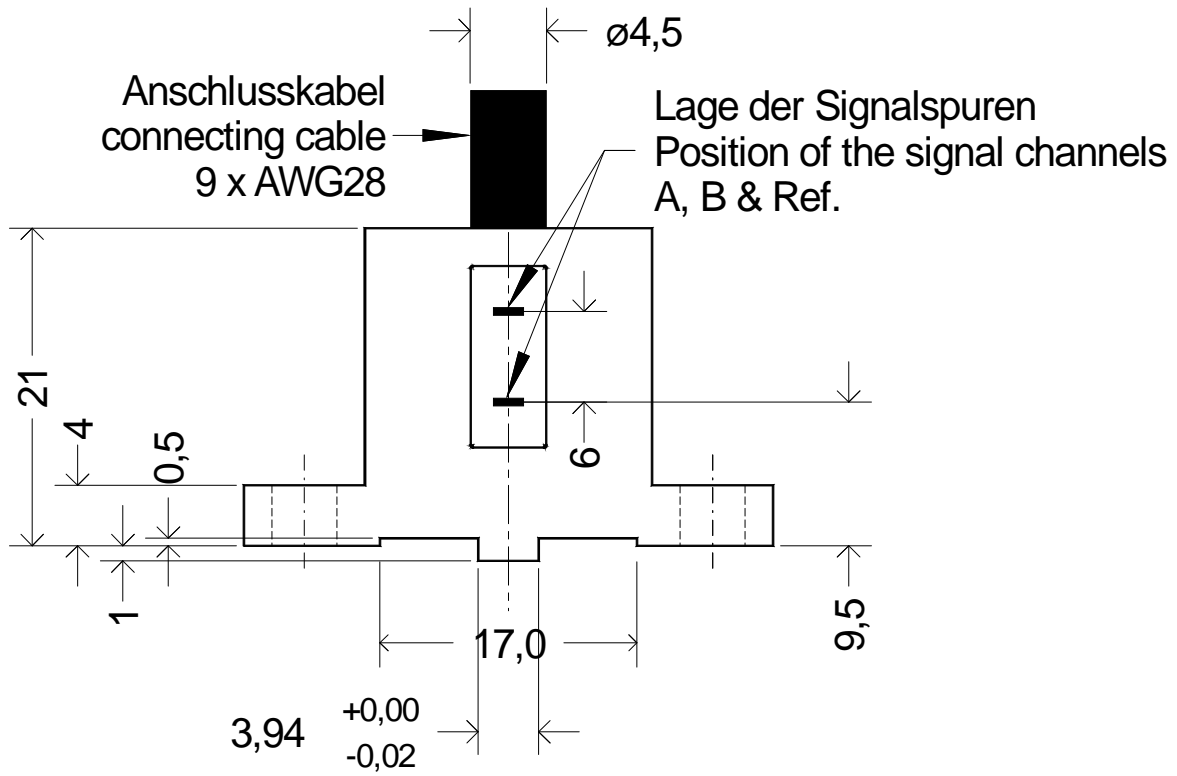 ø4,5
Anschlusskabel
connecting cable
9 x AWG28
Lage der Signalspuren
Position of the signal channels
A, B & Ref.
21
4
0,5
6
1
17,0
9,5
3,94 +0,00
-0,02